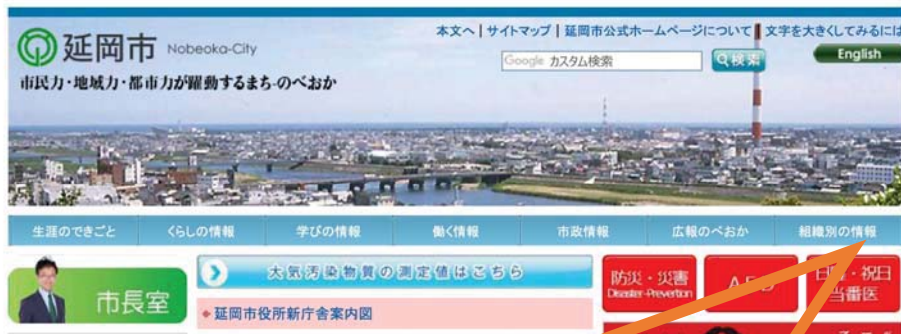 本文へ | サイトマップ | 延岡市公式ホームページについて | 文字を大きくしてみるには
延岡市 Nobeoka-City
Google カスタム検索 検索 English
市民力・地域力・都市力が躍動するまち-のべおか
生涯のできごと くらしの情報 学びの情報 働く情報 市政情報 広報のべおか 組織別の情報
市長室
大気汚染物質の測定値はこちら
延岡市役所新庁舎案内図
防災・災害
Disaster-Prevention
祝日
当番医